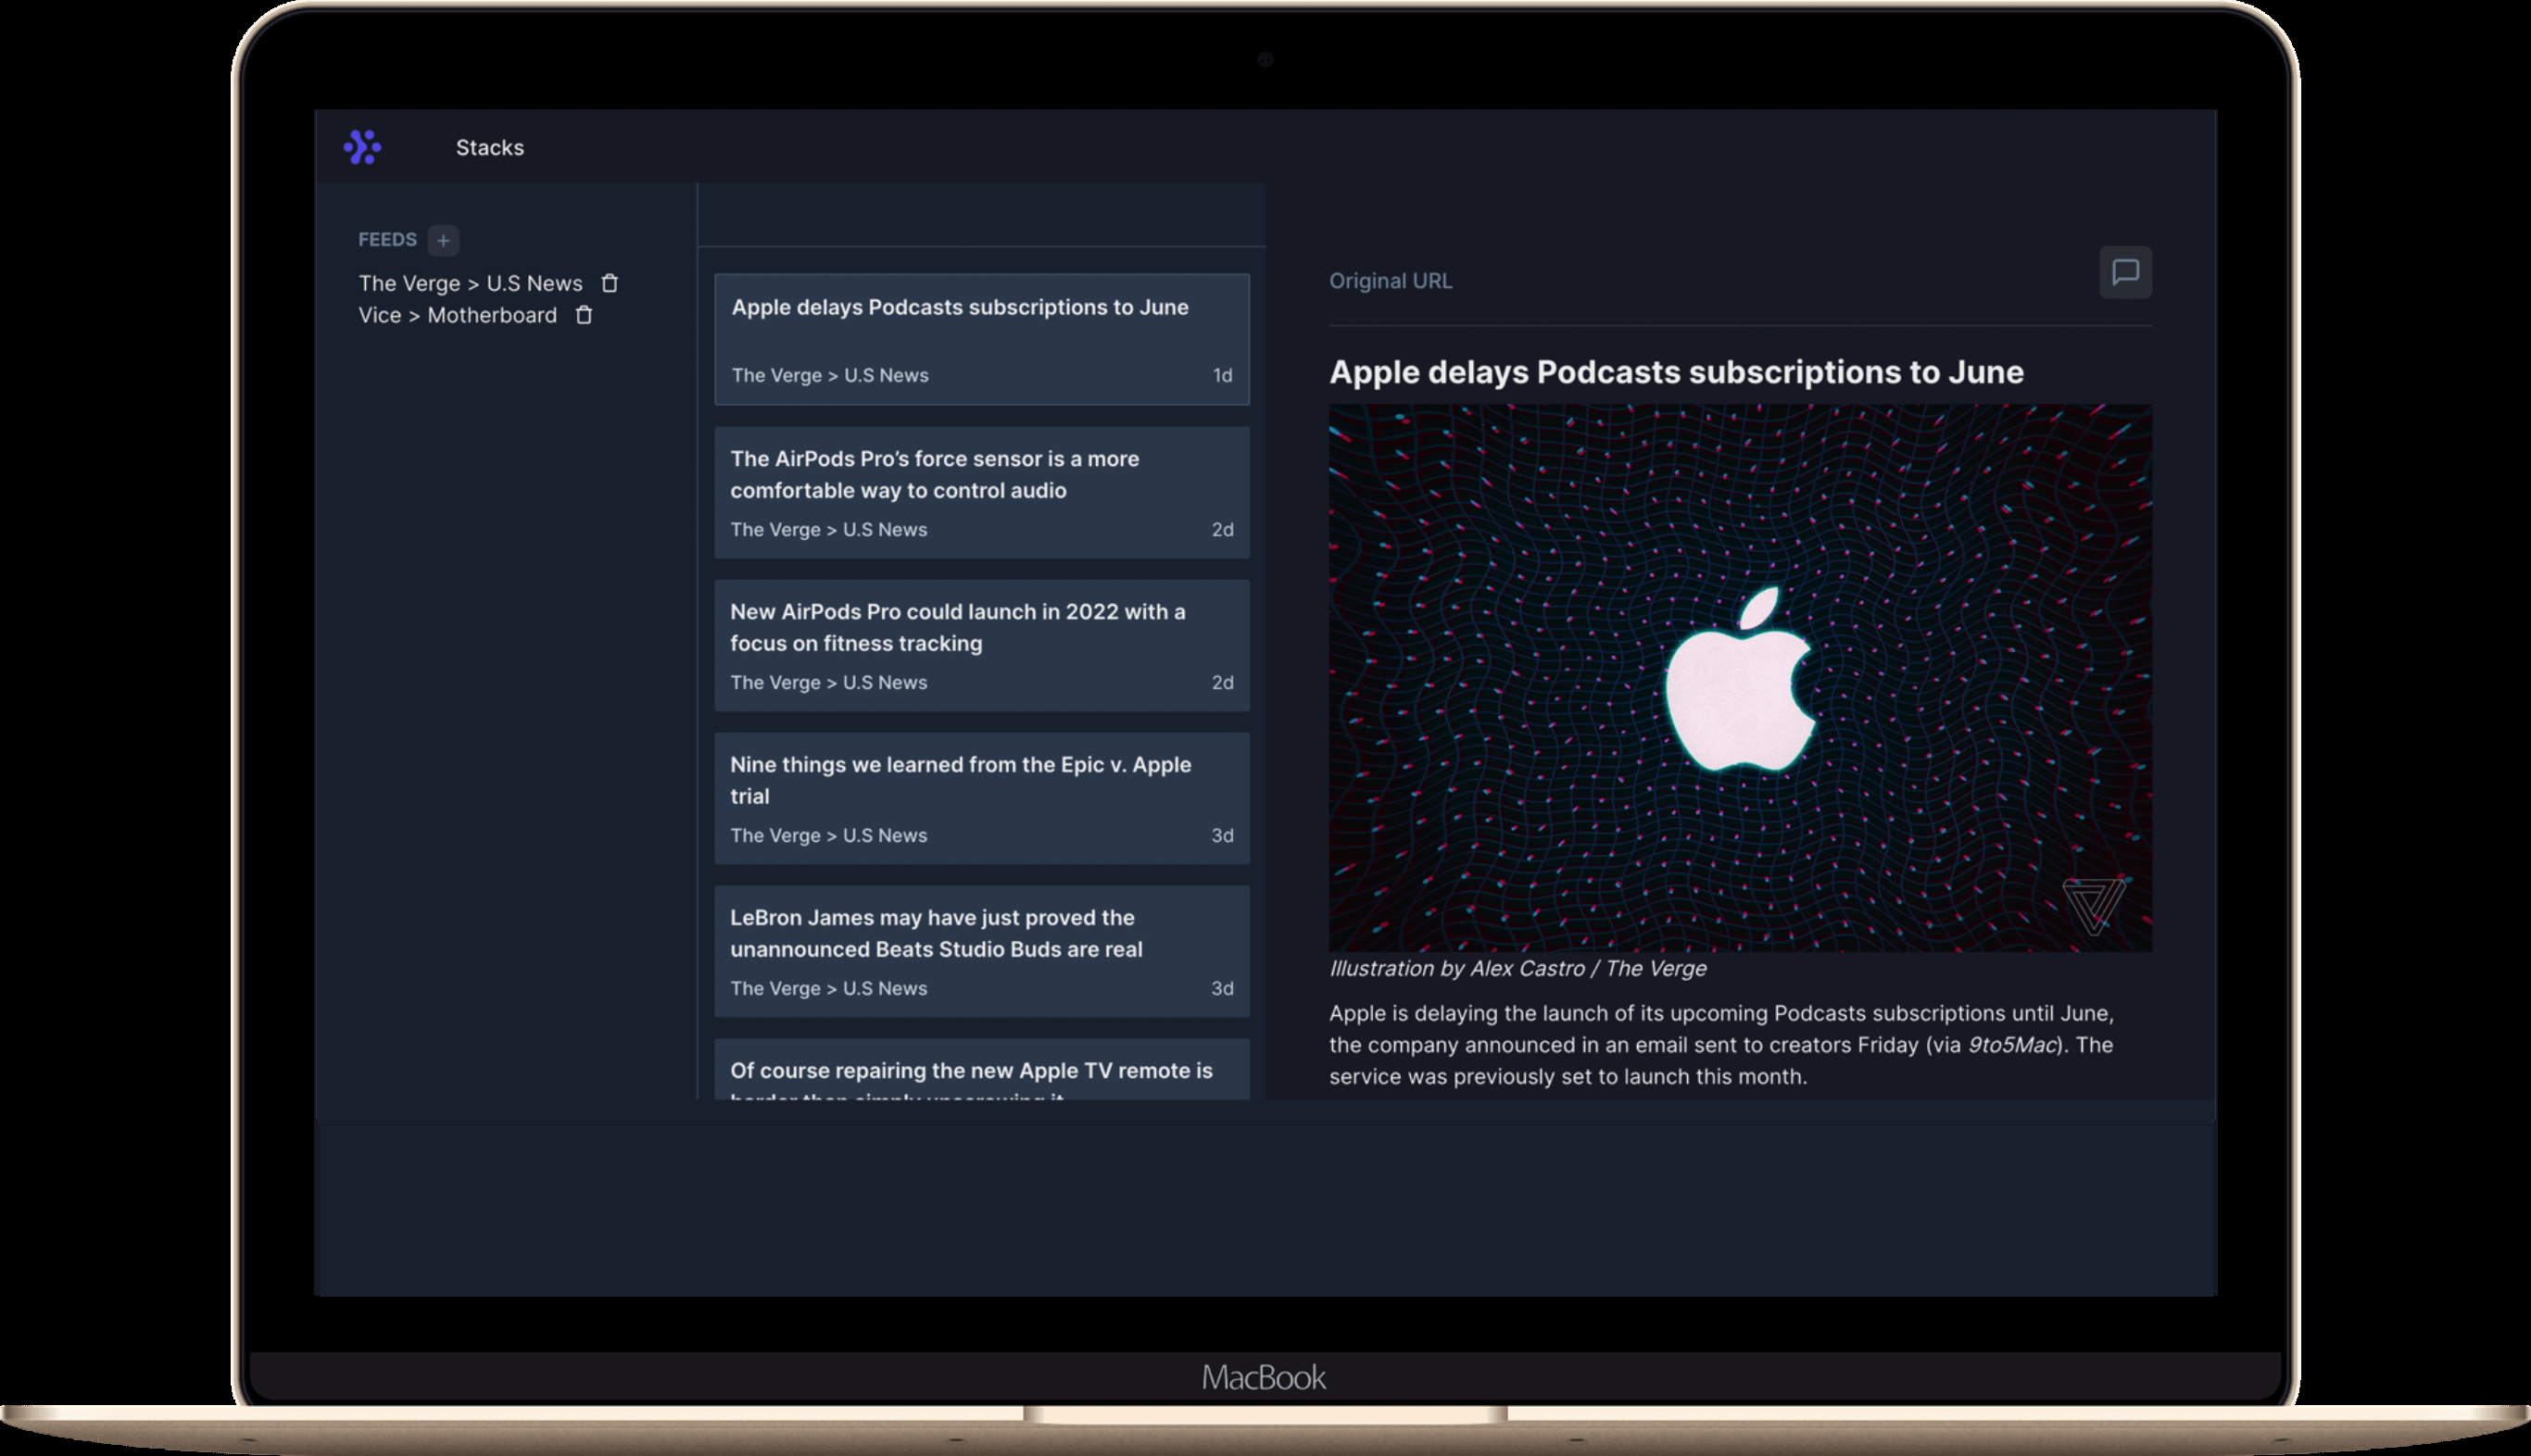 Stacks
FEEDS +
The Verge > U.S News
Vice > Motherboard
Apple delays Podcasts subscriptions to June
The Verge > U.S News 1d
The AirPods Pro’s force sensor is a more
comfortable way to control audio
The Verge > U.S News 2d
New AirPods Pro could launch in 2022 with a
focus on fitness tracking
The Verge > U.S News 2d
Nine things we learned from the Epic v. Apple
trial
The Verge > U.S News 3d
LeBron James may have just proved the
unannounced Beats Studio Buds are real
The Verge > U.S News 3d
Of course repairing the new Apple TV remote is
harder than simply unscrewing it
Original URL
Apple delays Podcasts subscriptions to June
Illustration by Alex Castro / The Verge
Apple is delaying the launch of its upcoming Podcasts subscriptions until June,
the company announced in an email sent to creators Friday (via 9to5Mac). The
service was previously set to launch this month.
MacBook